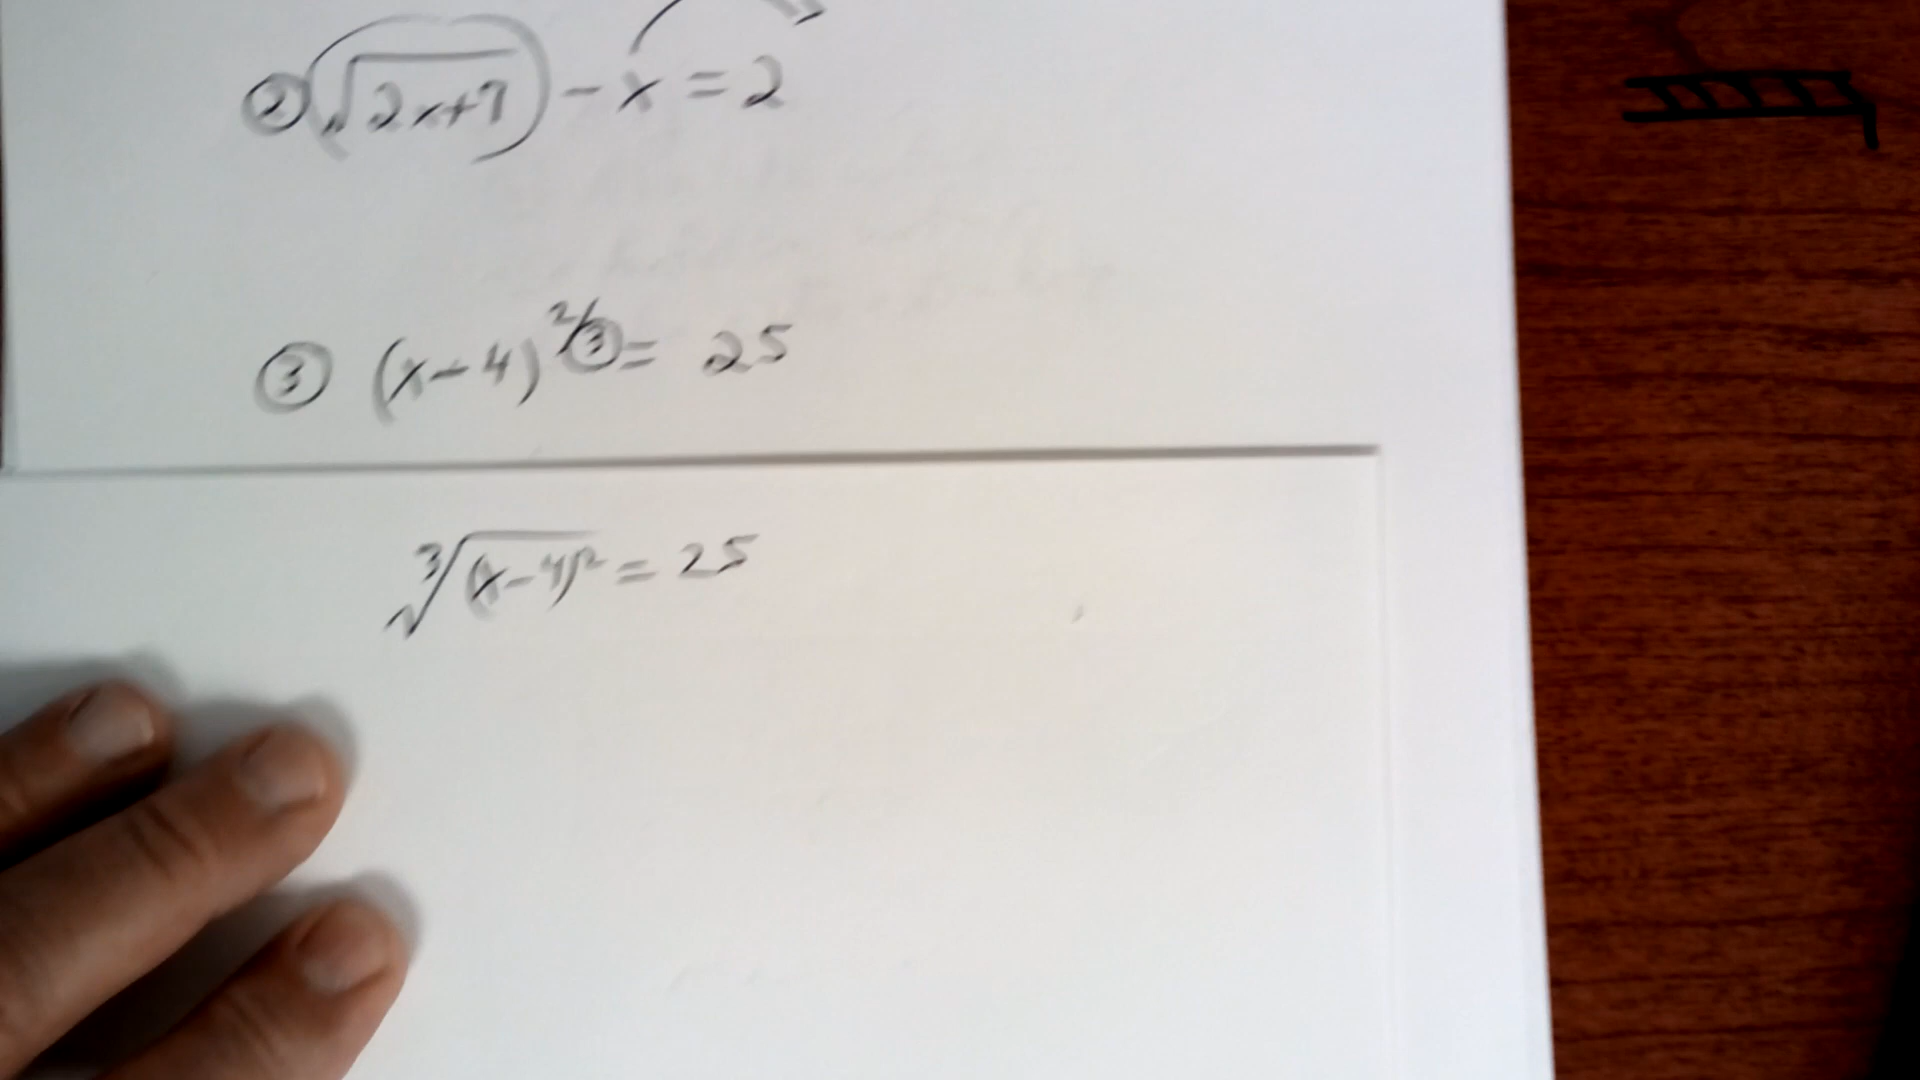 ② √(2x+7) - x = 2
③ (x-4)^2/3 = 25
∛(x-4)² = 25